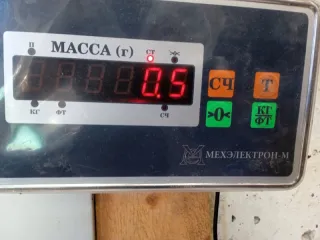 П МАССА (г) СТ
0.5
КГ ФТ СЧ
СЧ Т
>0< КГ ФТ
МЕХЭЛЕКТРОН-М